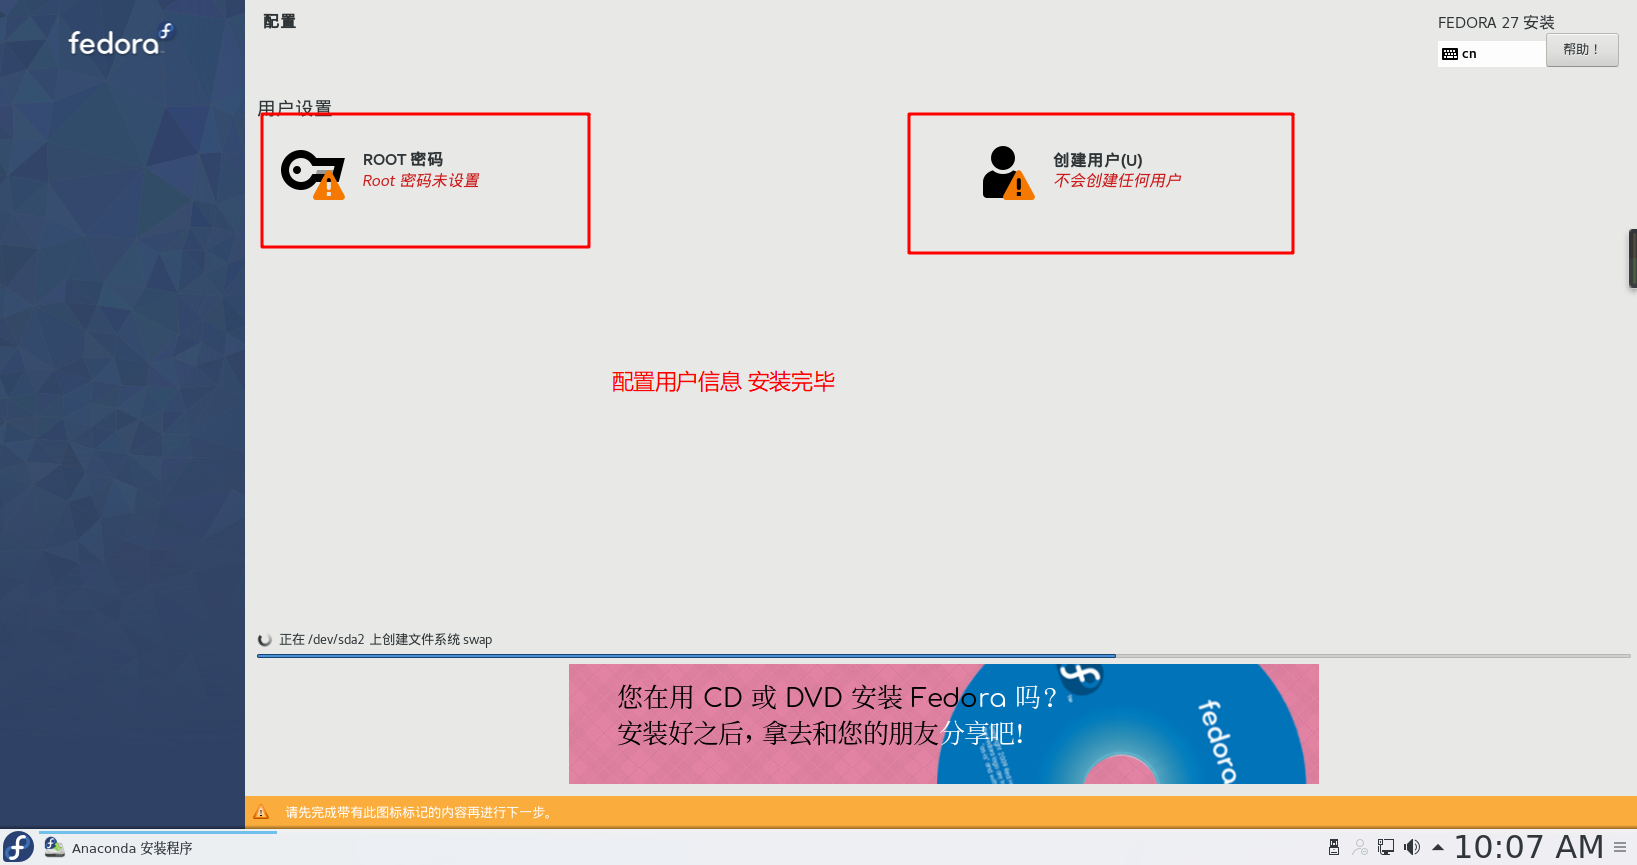 fedora
配置
FEDORA 27 安装
cn
帮助！
用户设置
ROOT 密码
Root 密码未设置
创建用户(U)
不会创建任何用户
配置用户信息 安装完毕
正在 /dev/sda2 上创建文件系统 swap
您在用 CD 或 DVD 安装 Fedora 吗?
安装好之后，拿去和您的朋友分享吧!
fedora
请先完成带有此图标标记的内容再进行下一步。
Anaconda 安装程序
10:07 AM